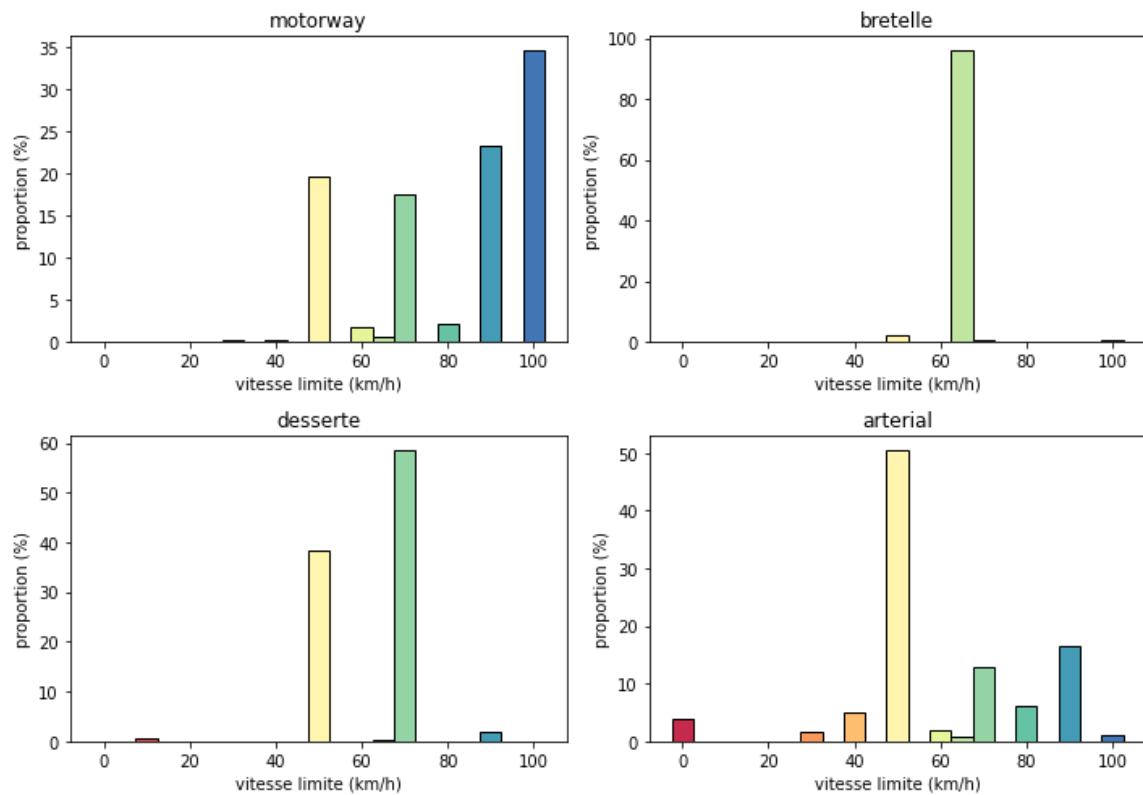 motorway
35
30
25
20
15
10
5
0
proportion (%)
0 20 40 60 80 100
vitesse limite (km/h)
bretelle
100
80
60
40
20
0
proportion (%)
0 20 40 60 80 100
vitesse limite (km/h)
desserte
60
50
40
30
20
10
0
proportion (%)
0 20 40 60 80 100
vitesse limite (km/h)
arterial
50
40
30
20
10
0
proportion (%)
0 20 40 60 80 100
vitesse limite (km/h)